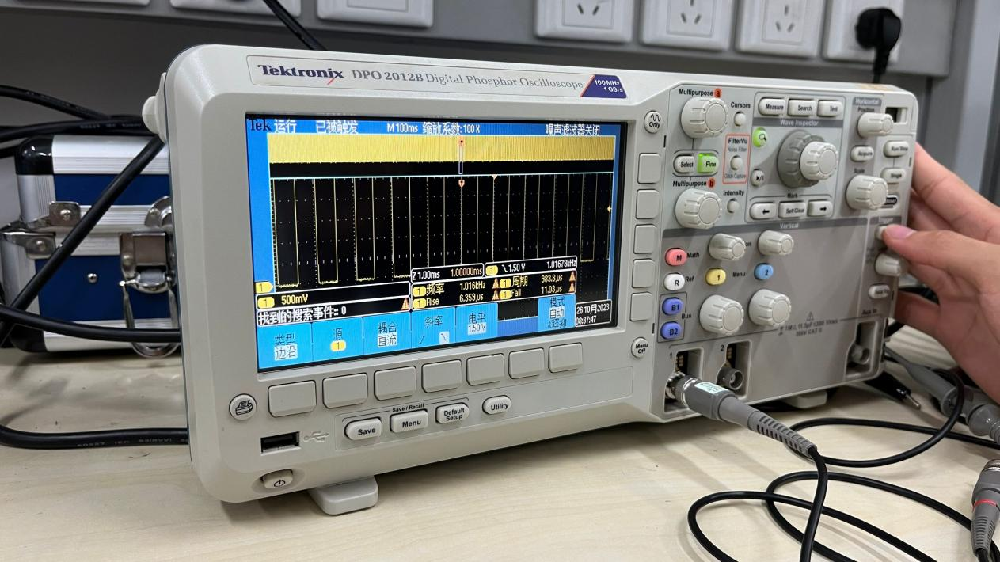 Tektronix DPO 2012B Digital Phosphor Oscilloscope 100 MHz
1 GS/s
Tek 运行 已被触发 M 100ms 缩放系数: 100 X 噪声滤波器关闭
Z 1.00ms 1.00000ms 1 1.50 V 1.01678kHz
1 频率 1.016kHz 1 周期 983.8µs
1 Rise 6.359µs 1 Fall 11.03µs
1
1 500mV
找到的搜索事件: 0
类型
边沿
源
1
耦合
直流
斜率
电平
1.50 V
模式
自动
&释抑
26 10月 2023
08:37:47
Only
Menu
Off
Save / Recall
Save
Menu
Default
Setup
Utility
Multipurpose a
Cursors
Measure
Search
Test
Wave Inspector
FilterVu
Noise Filter
Glitch Capture
Select
Fine
Multipurpose b
Intensity
Mark
Set/Clear
Horizontal
Position
Acquire
Run/Stop
Scale
Single
Vertical
M Math
R Ref
1 Menu 2
B1 Bus
B2
1MΩ, 11.5pF
300V CAT II
1 2
Aux In